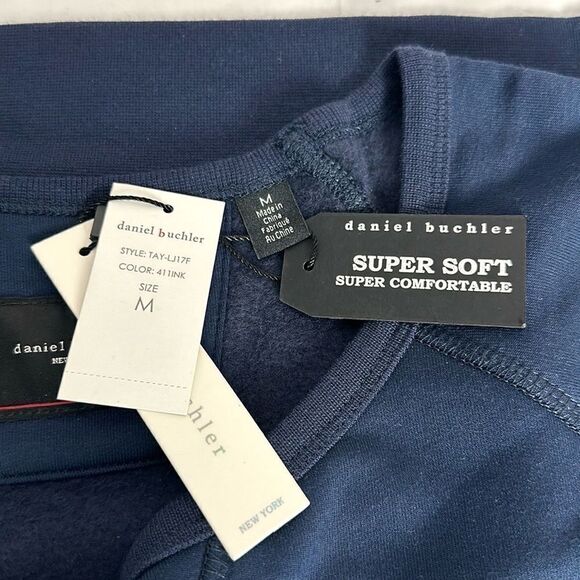 daniel buchler
STYLE: TAY-LJ17F
COLOR: 411INK
SIZE
M
M
Made in
China
Fabriqué
Au Chine
daniel buchler
SUPER SOFT
SUPER COMFORTABLE
daniel
NEW YORK